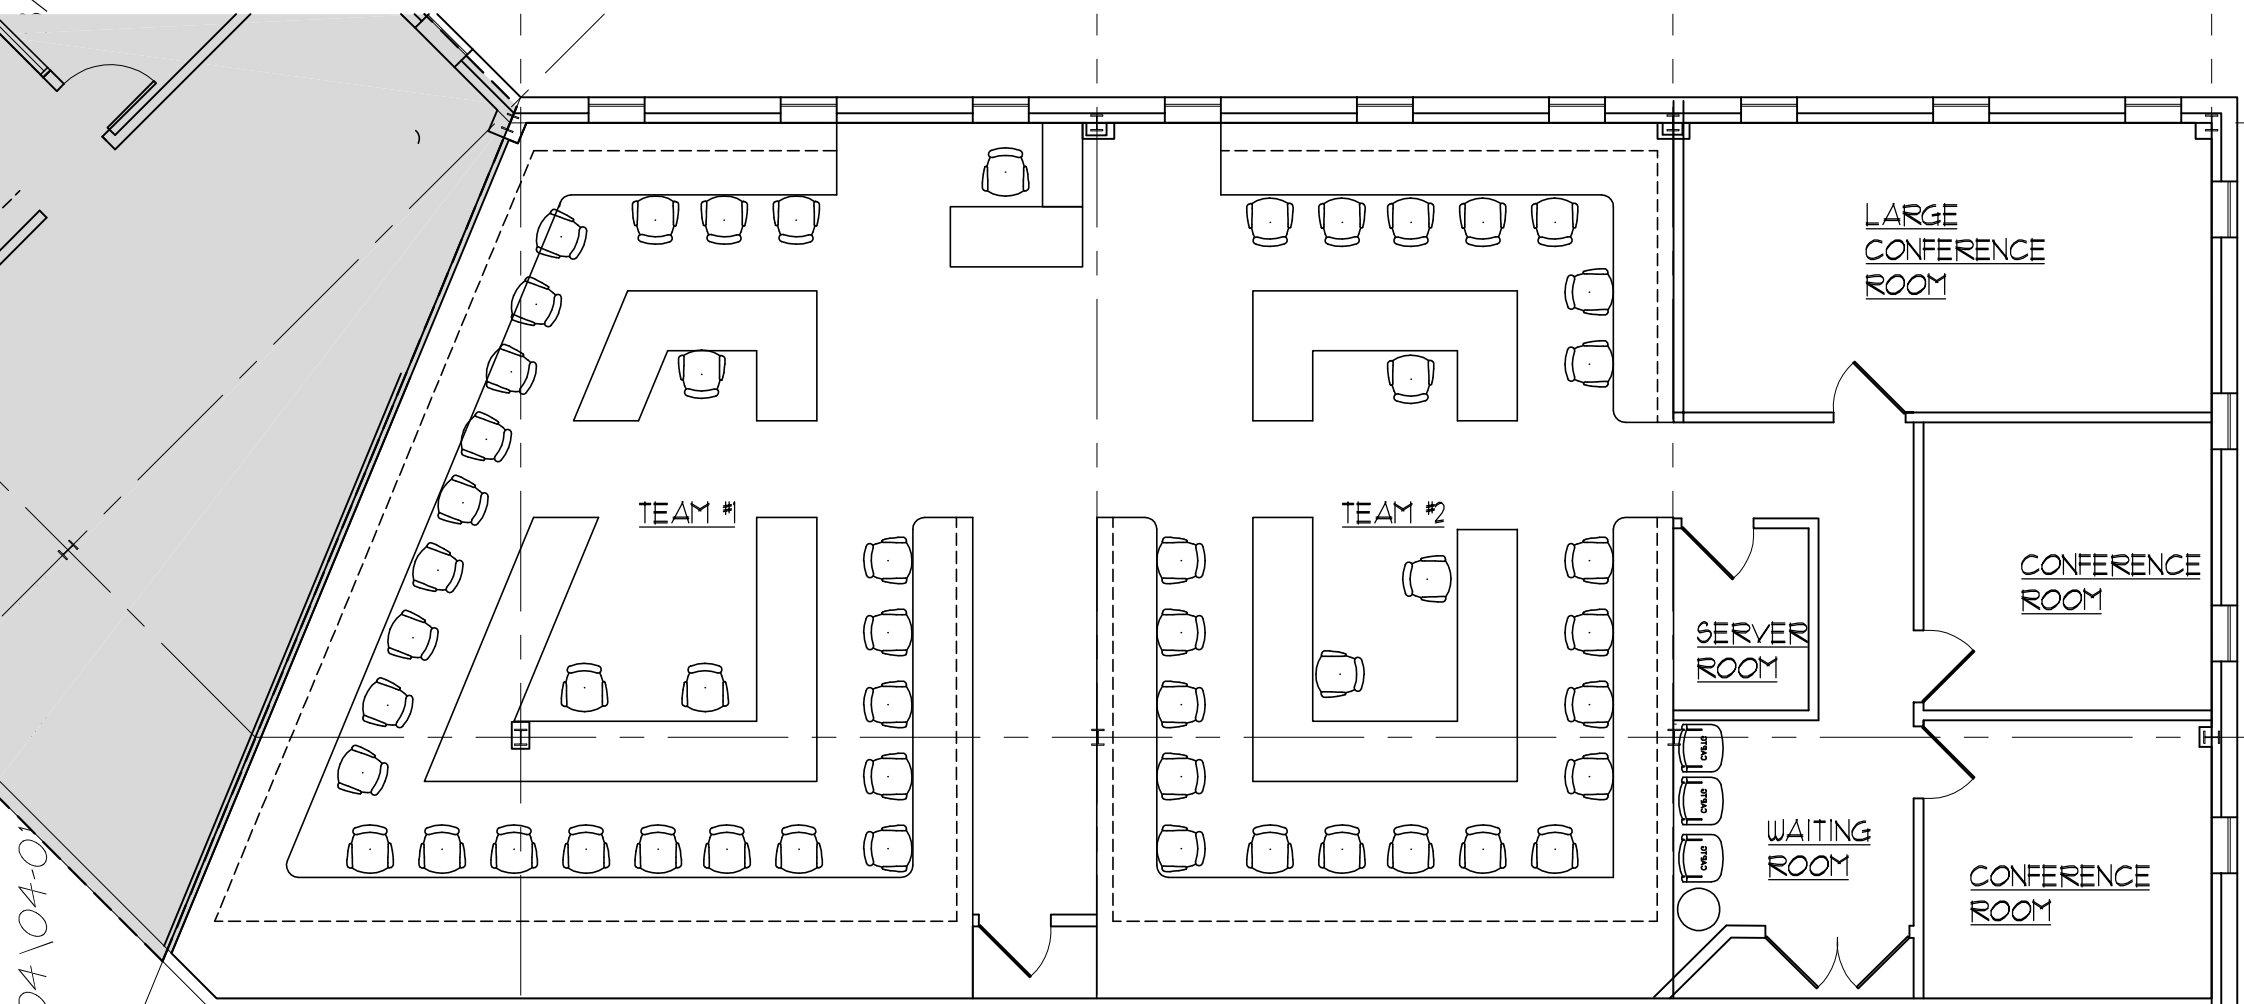 LARGE
CONFERENCE
ROOM
TEAM #1
TEAM #2
CONFERENCE
ROOM
SERVER
ROOM
WAITING
ROOM
CONFERENCE
ROOM